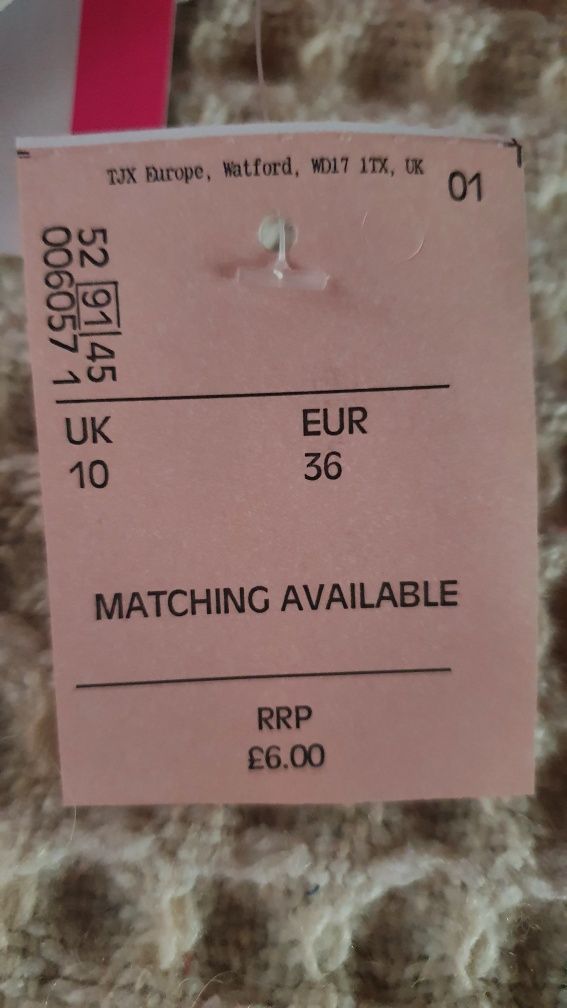 TJX Europe, Watford, WD17 1TX, UK
01
52 91 45
006057 1
UK EUR
10 36
MATCHING AVAILABLE
RRP
£6.00